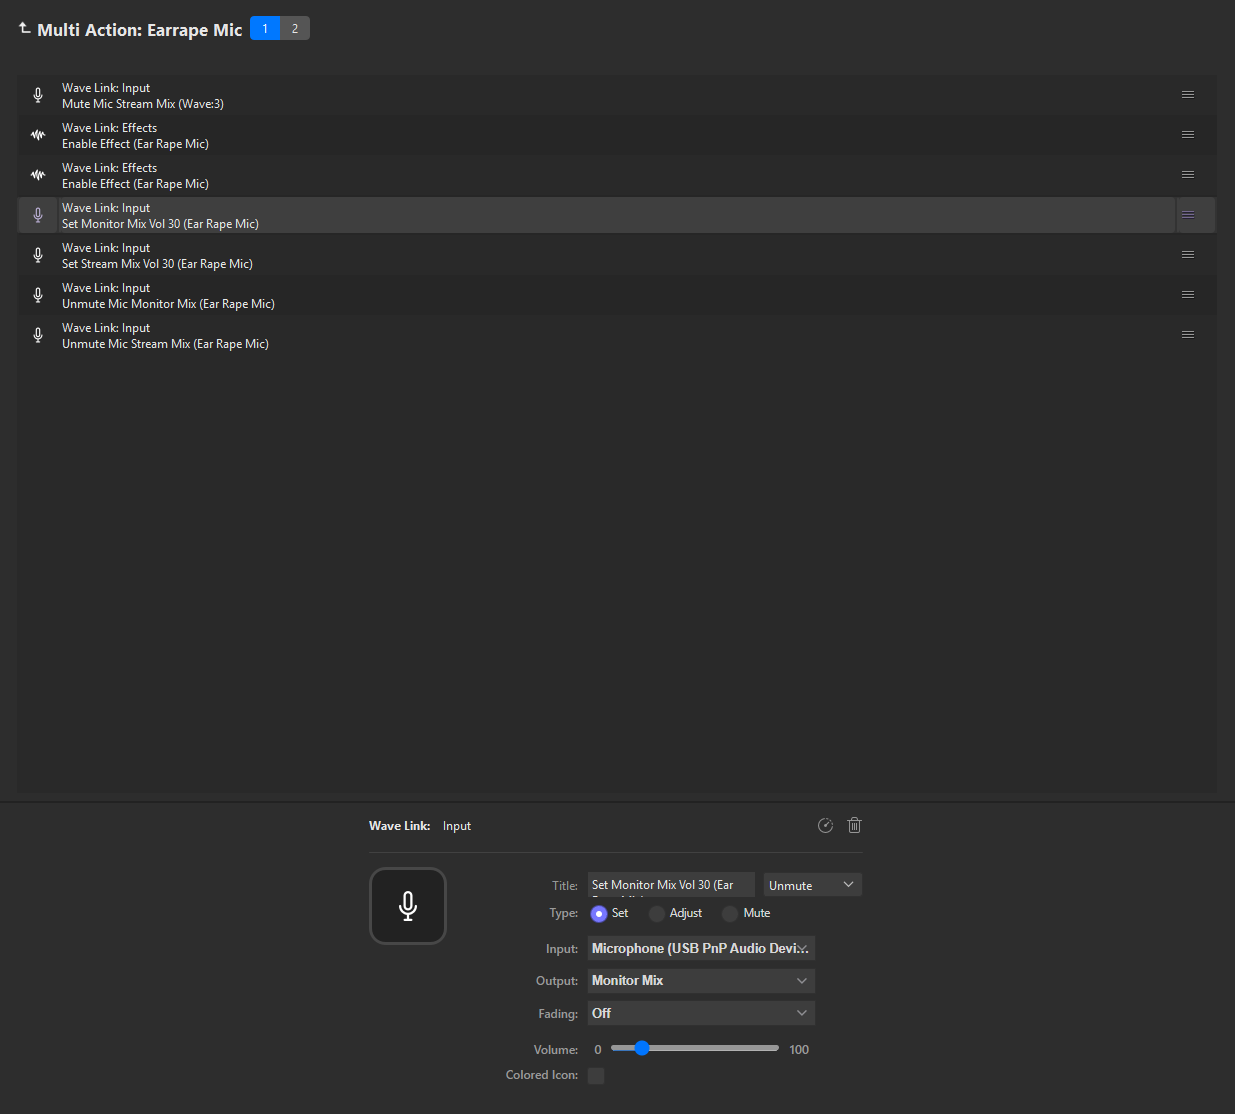 Multi Action: Earrape Mic 1 2
Wave Link: Input
Mute Mic Stream Mix (Wave:3)
Wave Link: Effects
Enable Effect (Ear Rape Mic)
Wave Link: Effects
Enable Effect (Ear Rape Mic)
Wave Link: Input
Set Monitor Mix Vol 30 (Ear Rape Mic)
Wave Link: Input
Set Stream Mix Vol 30 (Ear Rape Mic)
Wave Link: Input
Unmute Mic Monitor Mix (Ear Rape Mic)
Wave Link: Input
Unmute Mic Stream Mix (Ear Rape Mic)
Wave Link: Input
Title: Set Monitor Mix Vol 30 (Ear Unmute
Type: Set Adjust Mute
Input: Microphone (USB PnP Audio Devi...
Output: Monitor Mix
Fading: Off
Volume: 0 100
Colored Icon: